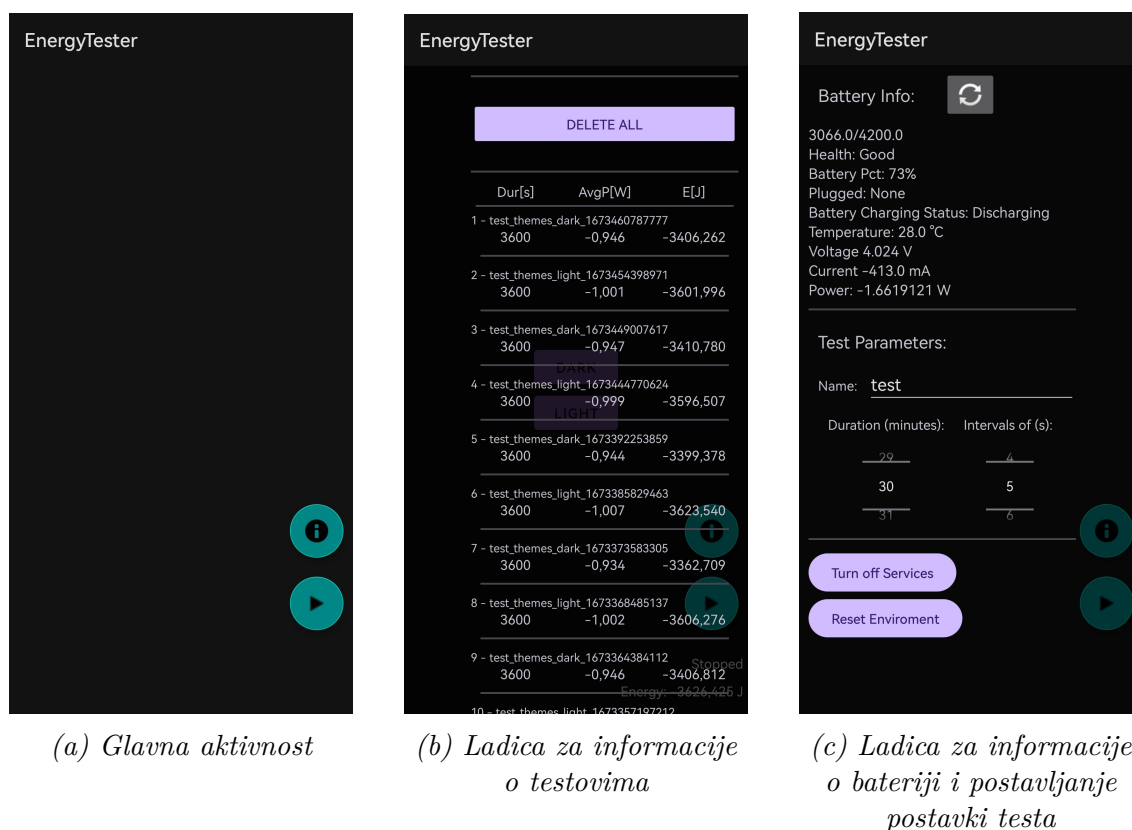 EnergyTester
(a) Glavna aktivnost
EnergyTester
DELETE ALL
Dur[s] AvgP[W] E[J]
1 - test_themes_dark_1673460787777
3600 -0,946 -3406,262
2 - test_themes_light_1673454398971
3600 -1,001 -3601,996
3 - test_themes_dark_1673449007617
3600 -0,947 -3410,780
DARK
4 - test_themes_light_1673444770624
3600 -0,999 -3596,507
LIGHT
5 - test_themes_dark_1673392253859
3600 -0,944 -3399,378
6 - test_themes_light_1673385829463
3600 -1,007 -3623,540
7 - test_themes_dark_1673373583305
3600 -0,934 -3362,709
8 - test_themes_light_1673368485137
3600 -1,002 -3606,276
9 - test_themes_dark_1673364384112
Stopped
3600 -0,946 -3406,812
Energy: -3626,425 J
10 - test_themes_light_1673357197212
(b) Ladica za informacije
o testovima
EnergyTester
Battery Info:
3066.0/4200.0
Health: Good
Battery Pct: 73%
Plugged: None
Battery Charging Status: Discharging
Temperature: 28.0 °C
Voltage 4.024 V
Current -413.0 mA
Power: -1.6619121 W
Test Parameters:
Name: test
Duration (minutes): Intervals of (s):
29 4
30 5
31 6
Turn off Services
Reset Enviroment
(c) Ladica za informacije
o bateriji i postavljanje
postavki testa